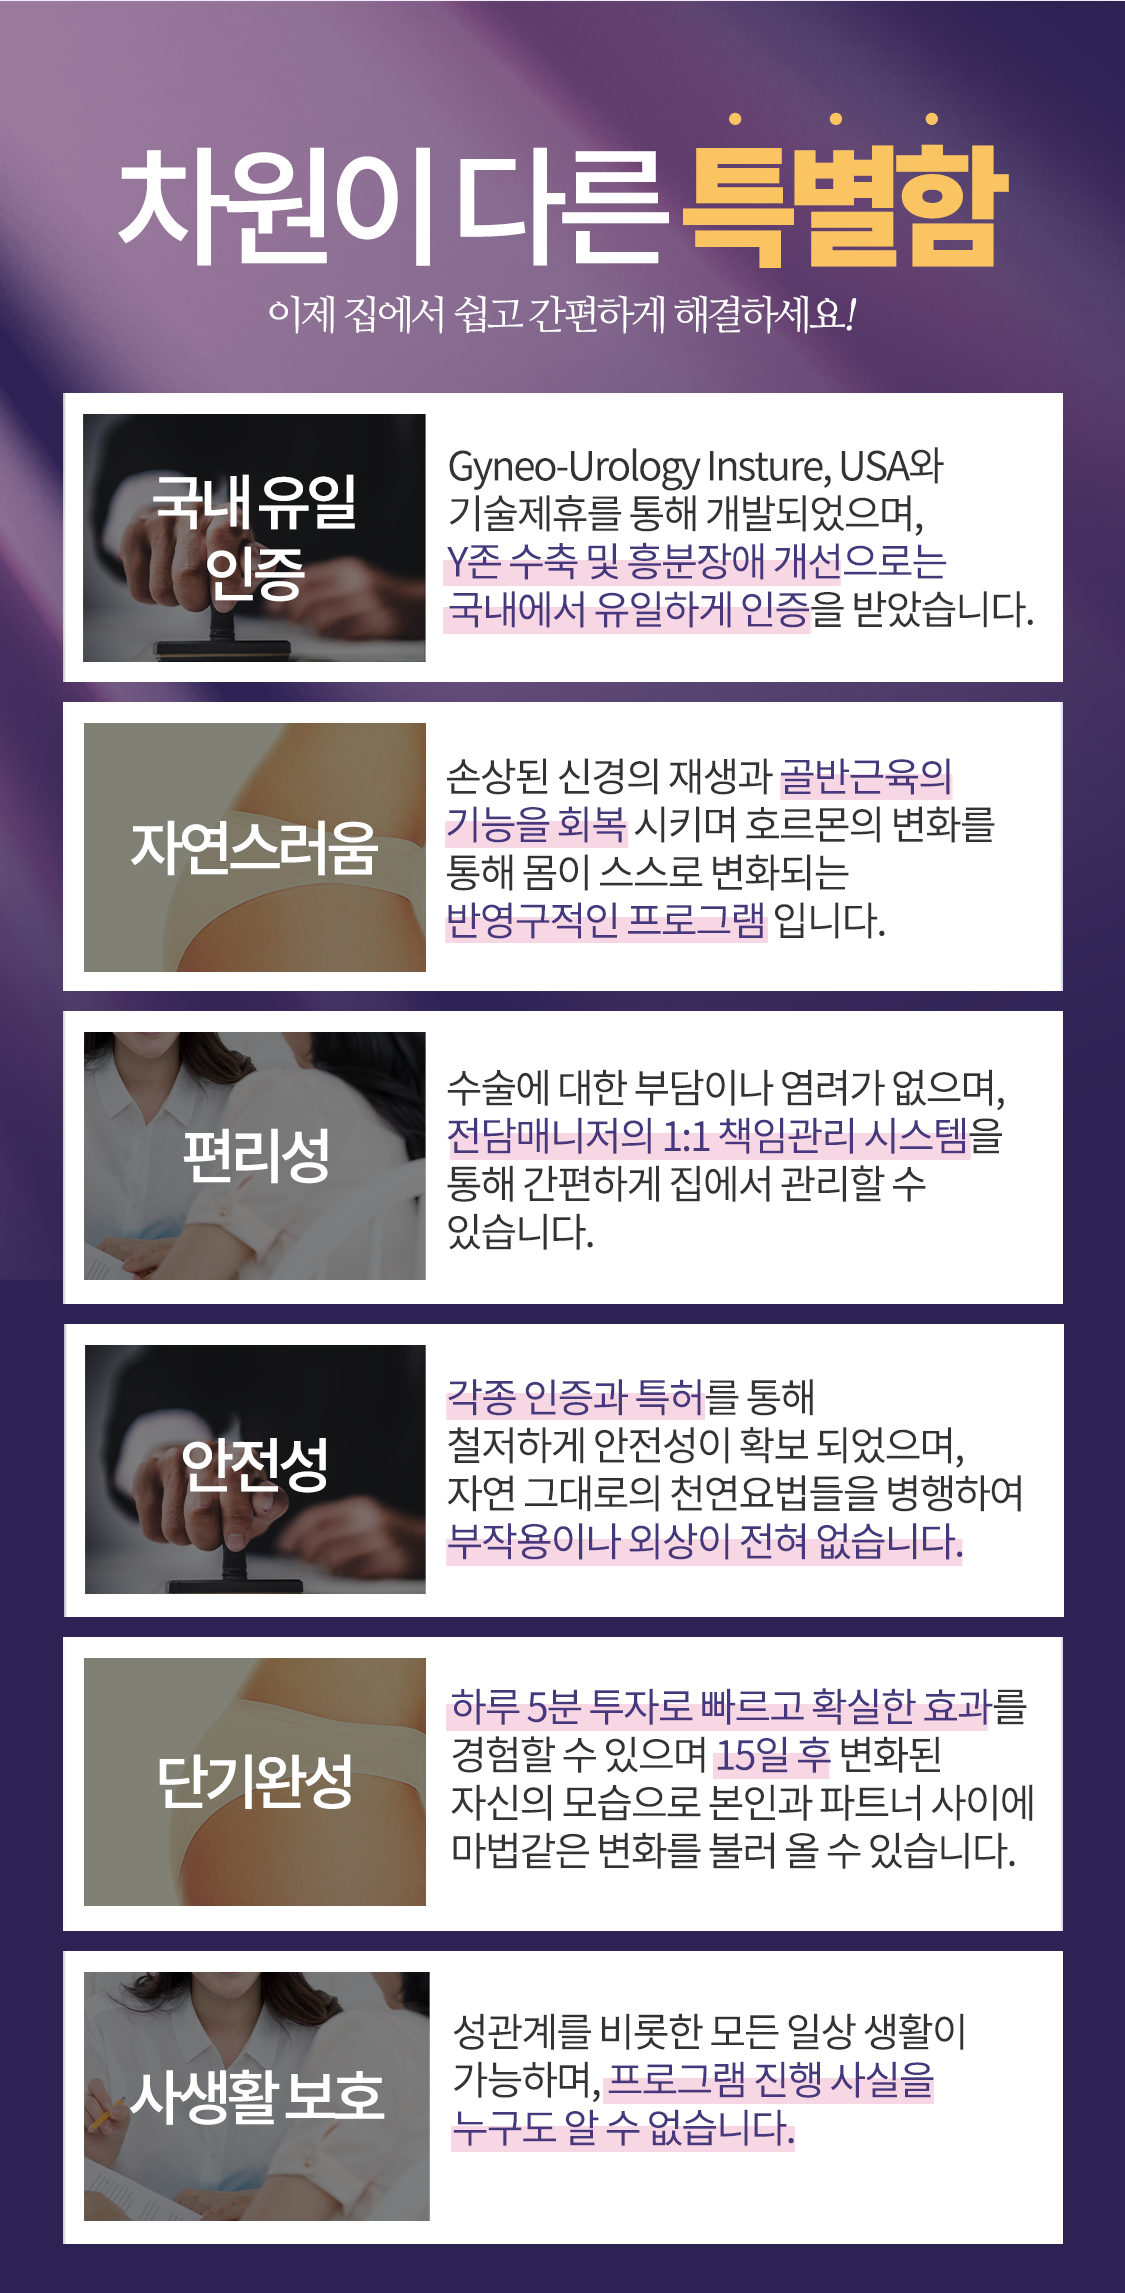 차원이 다른 특별함
이제 집에서 쉽고 간편하게 해결하세요!
국내 유일
인증
Gyneo-Urology Insture, USA와
기술제휴를 통해 개발되었으며,
Y존 수축 및 흥분장애 개선으로는
국내에서 유일하게 인증을 받았습니다.
자연스러움
손상된 신경의 재생과 골반근육의
기능을 회복 시키며 호르몬의 변화를
통해 몸이 스스로 변화되는
반영구적인 프로그램 입니다.
편리성
수술에 대한 부담이나 염려가 없으며,
전담매니저의 1:1 책임관리 시스템을
통해 간편하게 집에서 관리할 수
있습니다.
안전성
각종 인증과 특허를 통해
철저하게 안전성이 확보 되었으며,
자연 그대로의 천연요법들을 병행하여
부작용이나 외상이 전혀 없습니다.
단기완성
하루 5분 투자로 빠르고 확실한 효과를
경험할 수 있으며 15일 후 변화된
자신의 모습으로 본인과 파트너 사이에
마법같은 변화를 불러 올 수 있습니다.
사생활 보호
성관계를 비롯한 모든 일상 생활이
가능하며, 프로그램 진행 사실을
누구도 알 수 없습니다.